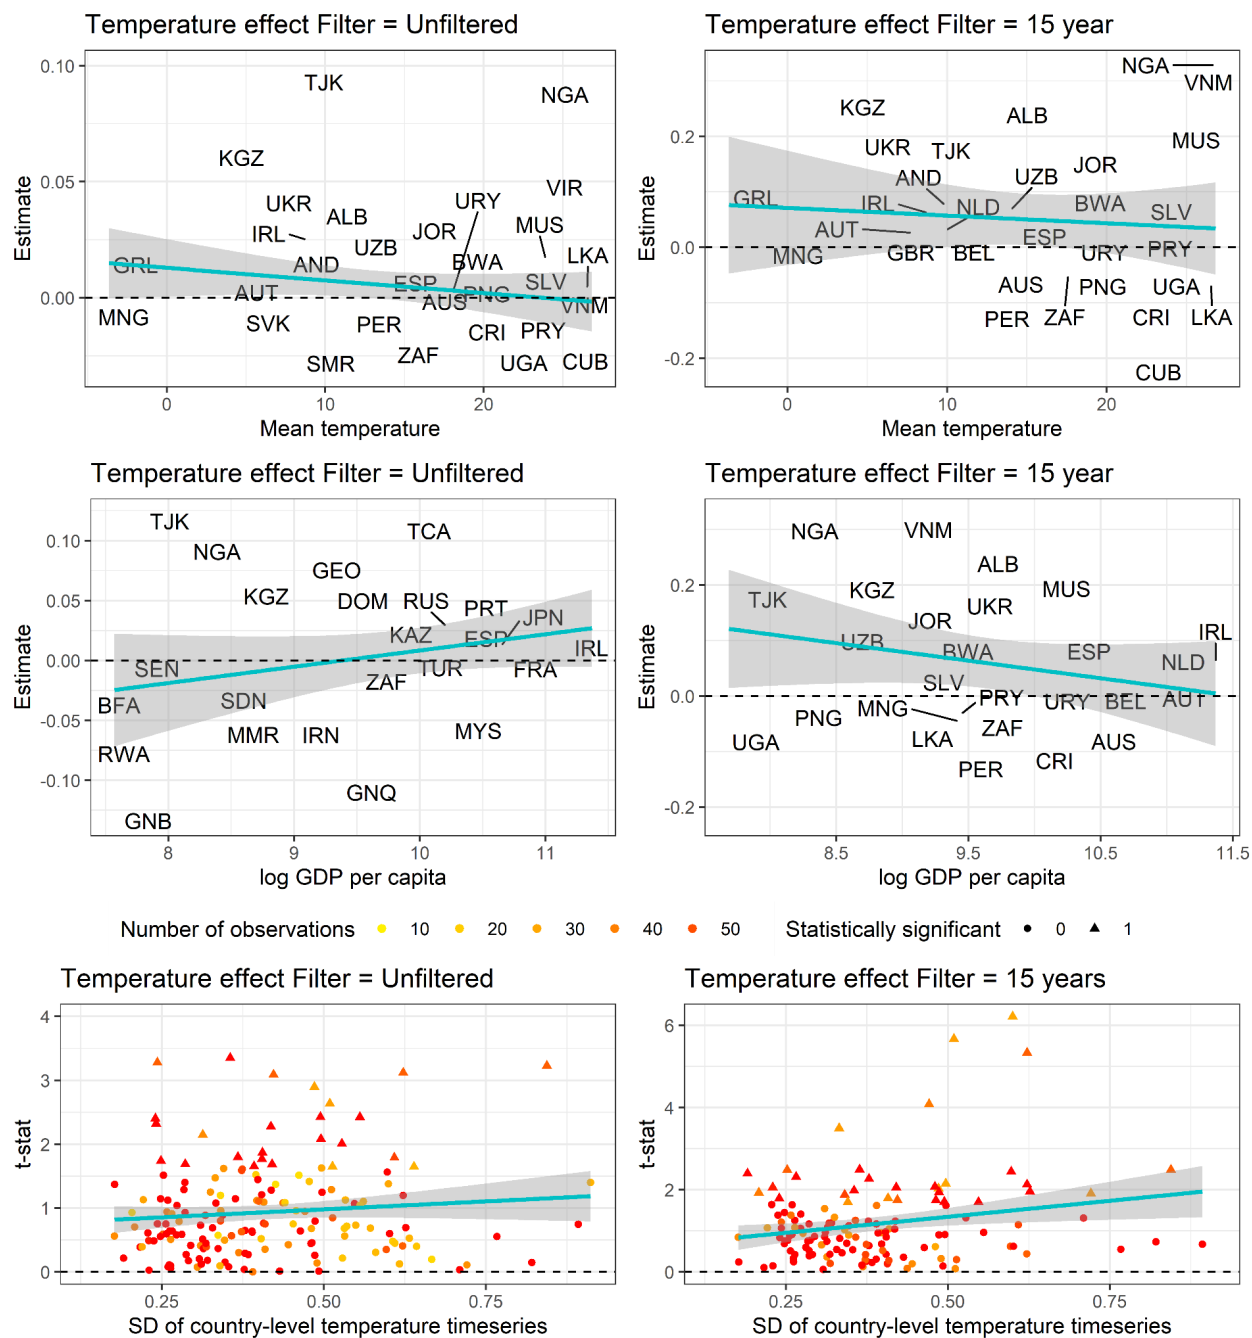 Temperature effect Filter = Unfiltered
0.10
0.05
0.00
Estimate
TJK
NGA
KGZ
VIR
UKR
URY
ALB
MUS
IRL
JOR
UZB
LKA
GRL
AND
BWA
ESP
SLV
AUT
AUS
PNG
VNM
MNG
SVK
PER
CRI
PRY
SMR
ZAF
UGA
CUB
0
10
20
Mean temperature
Temperature effect Filter = 15 year
0.2
0.0
-0.2
Estimate
NGA
VNM
KGZ
ALB
UKR
TJK
MUS
JOR
AND
UZB
GRL
IRL
NLD
BWA
SLV
AUT
ESP
MNG
GBR
BEL
URY
PRY
AUS
PNG
UGA
PER
ZAF
CRI
LKA
CUB
0
10
20
Mean temperature
Temperature effect Filter = Unfiltered
0.10
0.05
0.00
-0.05
-0.10
Estimate
TJK
TCA
NGA
GEO
KGZ
DOM
RUS
PRT
JPN
KAZ
ESP
IRL
SEN
TUR
FRA
ZAF
BFA
SDN
MMR
IRN
MYS
RWA
GNQ
GNB
8
9
10
11
log GDP per capita
Temperature effect Filter = 15 year
0.2
0.0
-0.2
Estimate
NGA
VNM
ALB
KGZ
MUS
TJK
UKR
JOR
IRL
UZB
BWA
ESP
NLD
SLV
MNG
PRY
URY
BEL
AUT
PNG
ZAF
UGA
LKA
AUS
PER
CRI
8.5
9.5
10.5
11.5
log GDP per capita
Number of observations
10
20
30
40
50
Statistically significant
0
1
Temperature effect Filter = Unfiltered
4
3
2
1
0
t-stat
0.25
0.50
0.75
SD of country-level temperature timeseries
Temperature effect Filter = 15 years
6
4
2
0
t-stat
0.25
0.50
0.75
SD of country-level temperature timeseries